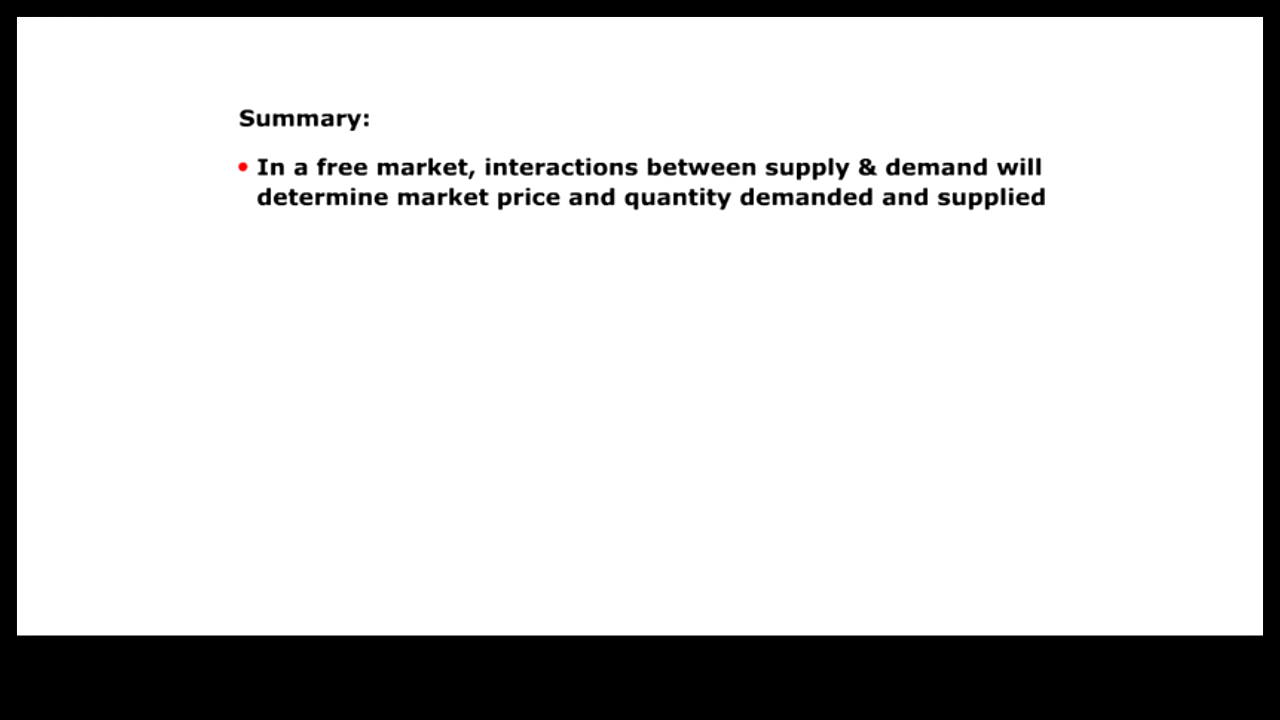 Summary:
• In a free market, interactions between supply & demand will
determine market price and quantity demanded and supplied